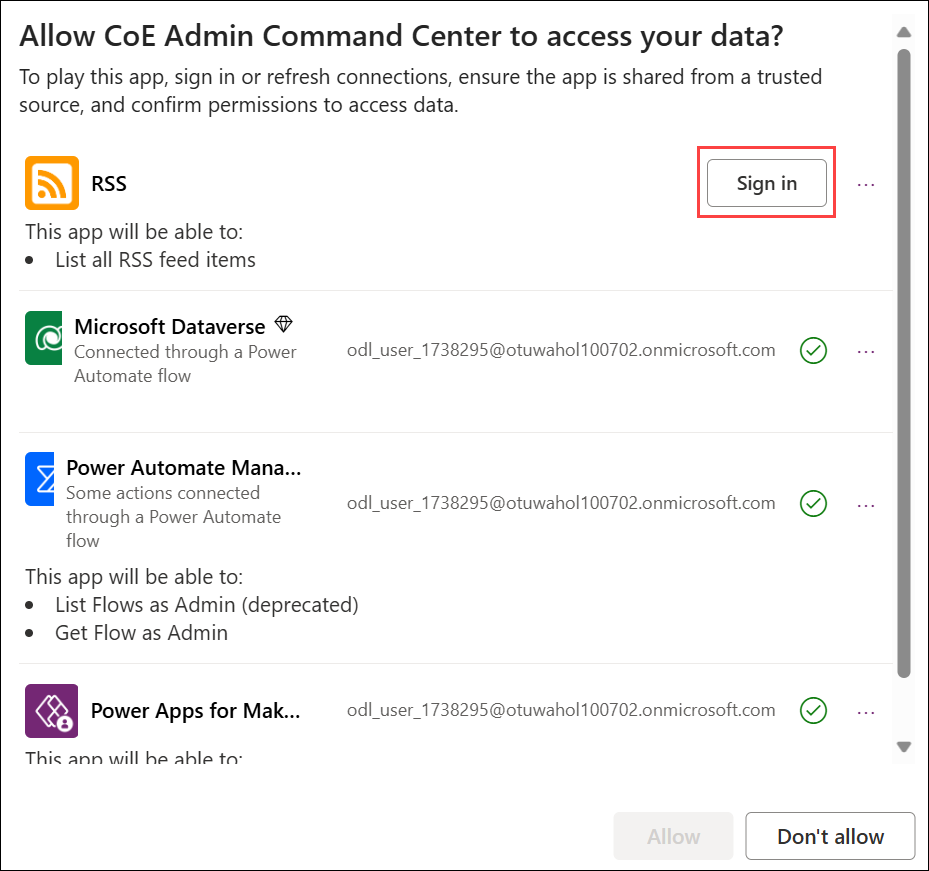 Allow CoE Admin Command Center to access your data?
To play this app, sign in or refresh connections, ensure the app is shared from a trusted
source, and confirm permissions to access data.
RSS
Sign in
...
This app will be able to:
• List all RSS feed items
Microsoft Dataverse
Connected through a Power
Automate flow
odl_user_1738295@otuwahol100702.onmicrosoft.com
...
Power Automate Mana...
Some actions connected
through a Power Automate
flow
odl_user_1738295@otuwahol100702.onmicrosoft.com
...
This app will be able to:
• List Flows as Admin (deprecated)
• Get Flow as Admin
Power Apps for Mak...
odl_user_1738295@otuwahol100702.onmicrosoft.com
...
This app will be able to:
Allow
Don't allow